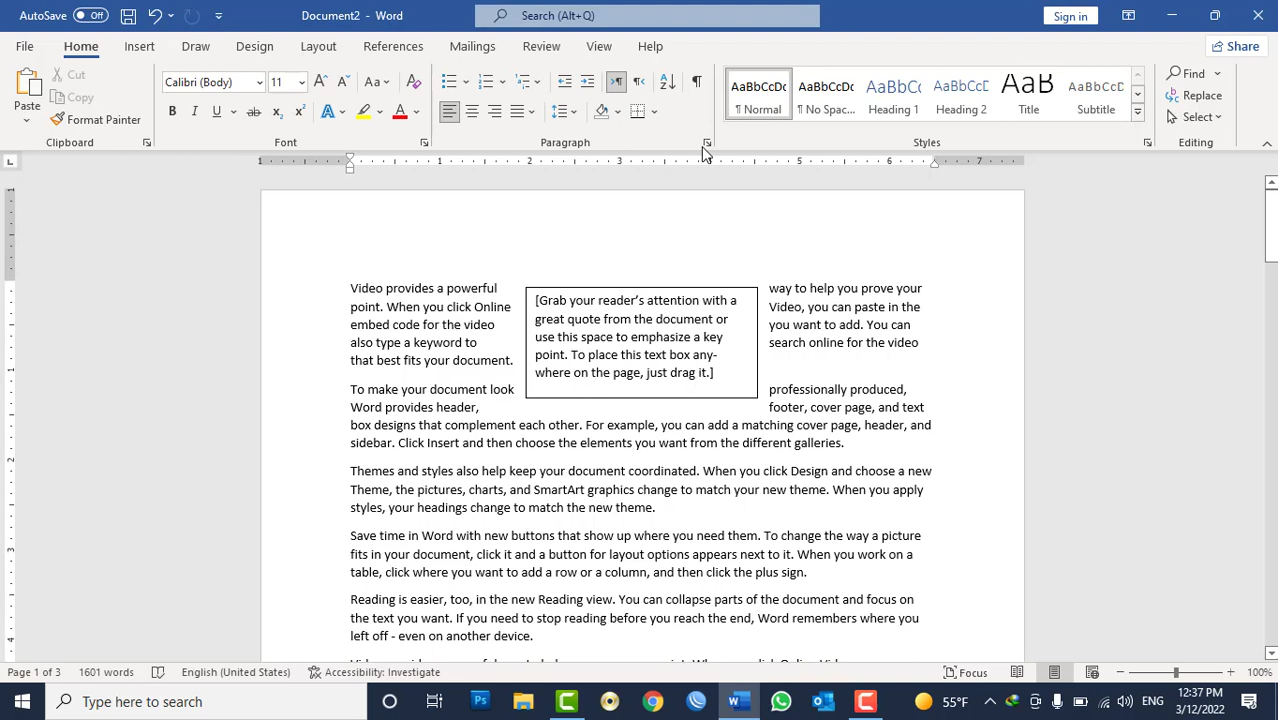 AutoSave Off Document2 - Word Search (Alt+Q) Sign in
File Home Insert Draw Design Layout References Mailings Review View Help Share
Paste Cut Calibri (Body) 11 Aa AaBbCcDc AaBbCcDc AaBbCc AaBbCcD AaB AaBbCcD Find
Copy ¶ Normal ¶ No Spac... Heading 1 Heading 2 Title Subtitle Replace
Format Painter B I U ab x₂ x² A A Select
Clipboard Font Paragraph Styles Editing
1 1 2 3 5 6 7
Video provides a powerful way to help you prove your
point. When you click Online Video, you can paste in the
embed code for the video you want to add. You can
also type a keyword to search online for the video
that best fits your document.
[Grab your reader's attention with a
great quote from the document or
use this space to emphasize a key
point. To place this text box any-
where on the page, just drag it.]
To make your document look professionally produced,
Word provides header, footer, cover page, and text
box designs that complement each other. For example, you can add a matching cover page, header, and
sidebar. Click Insert and then choose the elements you want from the different galleries.
Themes and styles also help keep your document coordinated. When you click Design and choose a new
Theme, the pictures, charts, and SmartArt graphics change to match your new theme. When you apply
styles, your headings change to match the new theme.
Save time in Word with new buttons that show up where you need them. To change the way a picture
fits in your document, click it and a button for layout options appears next to it. When you work on a
table, click where you want to add a row or a column, and then click the plus sign.
Reading is easier, too, in the new Reading view. You can collapse parts of the document and focus on
the text you want. If you need to stop reading before you reach the end, Word remembers where you
left off - even on another device.
Page 1 of 3 1601 words English (United States) Accessibility: Investigate Focus 100%
Type here to search 55°F ENG 12:37 PM
3/12/2022